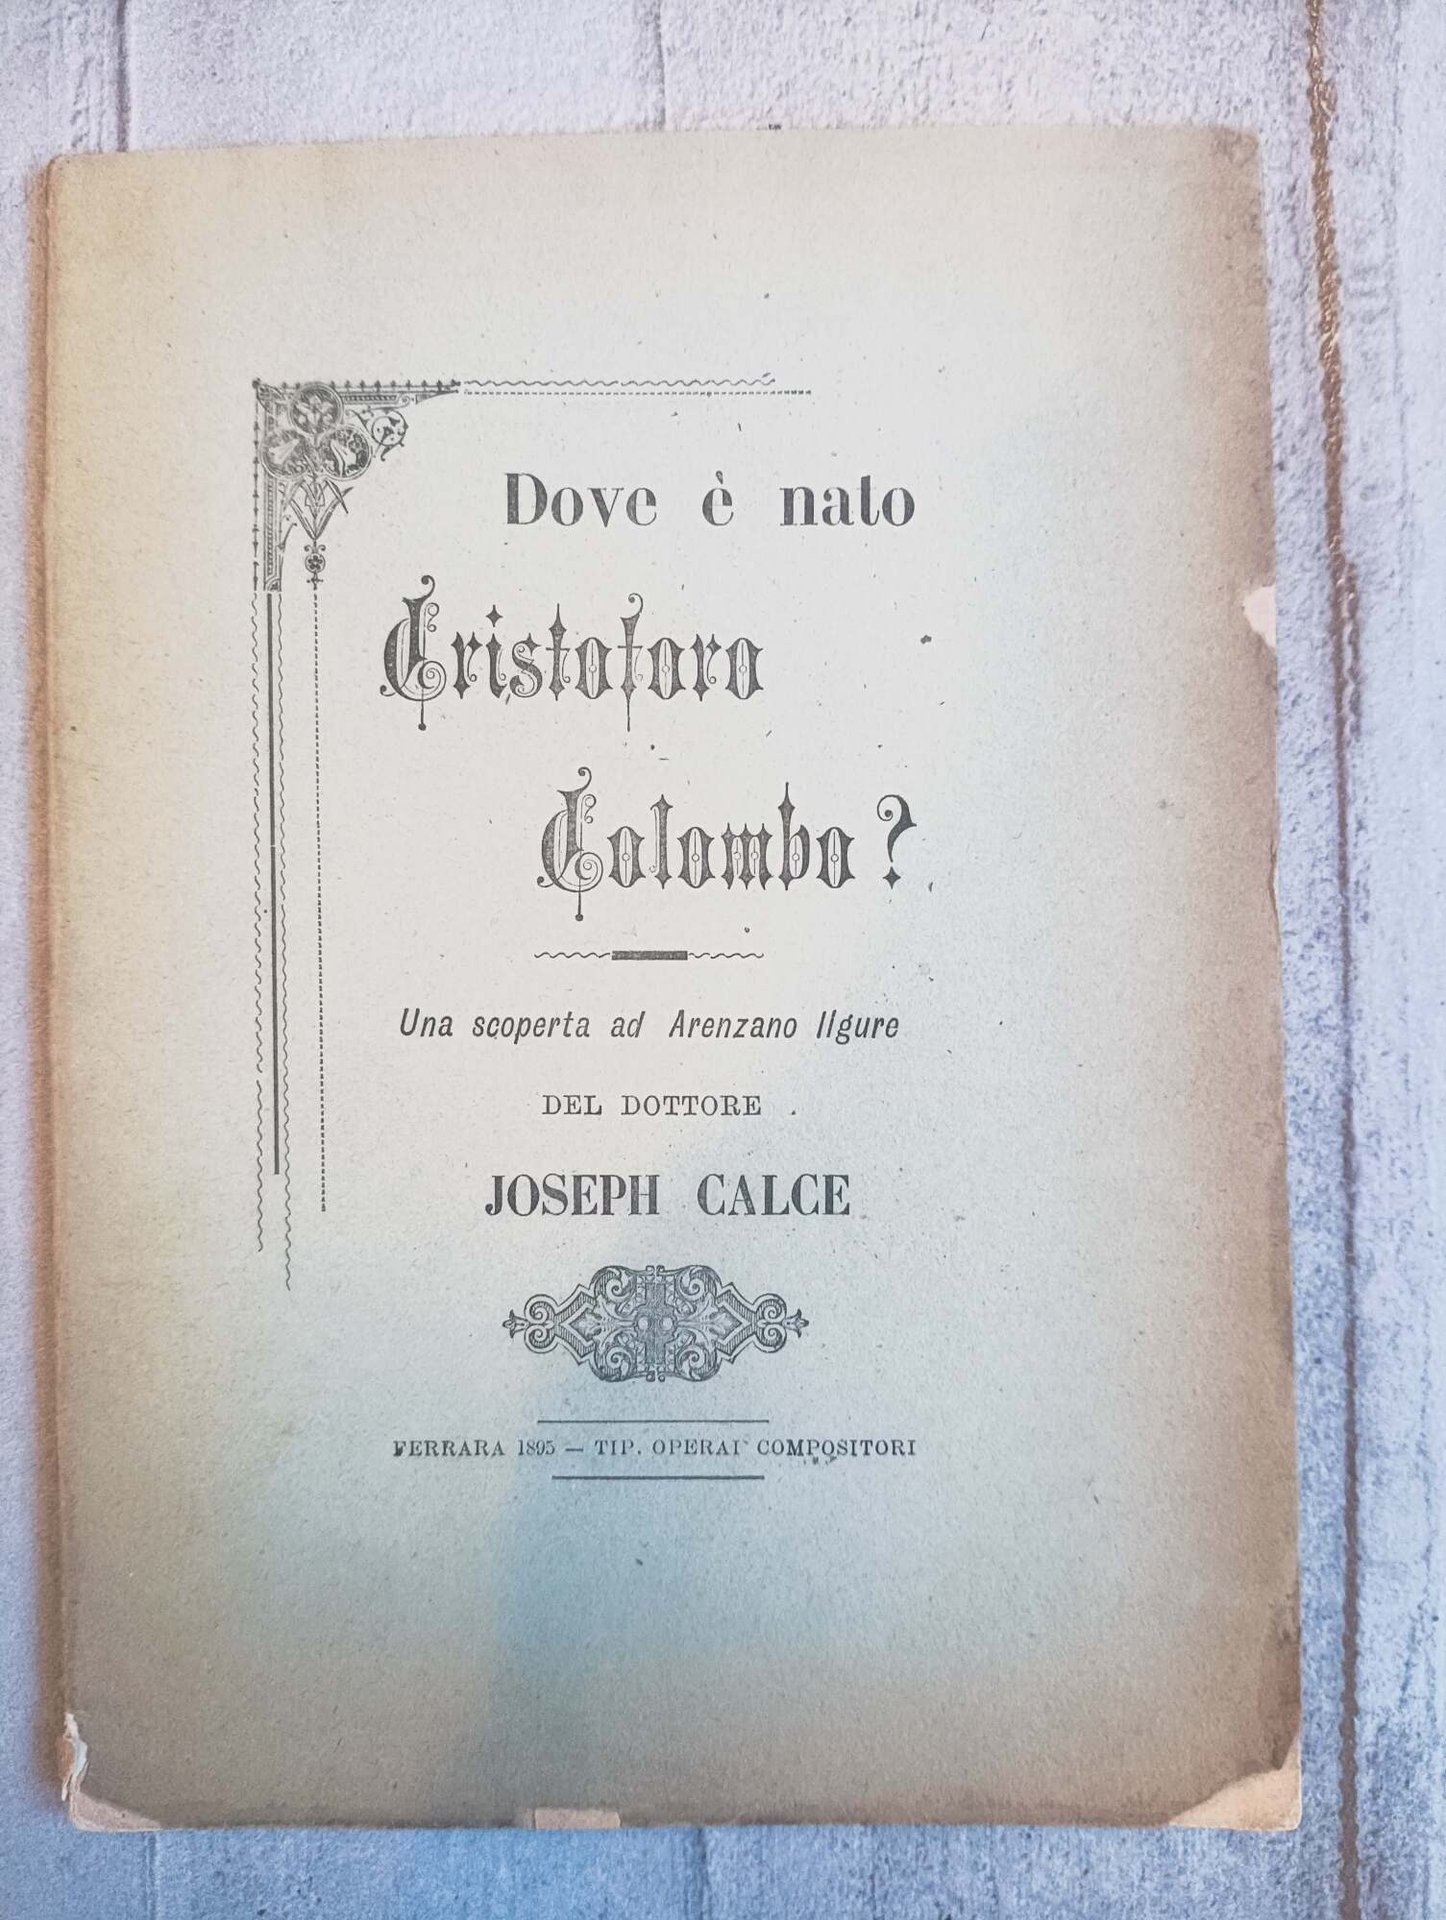 Dove è nato
Cristoforo
Colombo?
Una scoperta ad Arenzano ligure
DEL DOTTORE
JOSEPH CALCE
FERRARA 1895 — TIP. OPERAI COMPOSITORI